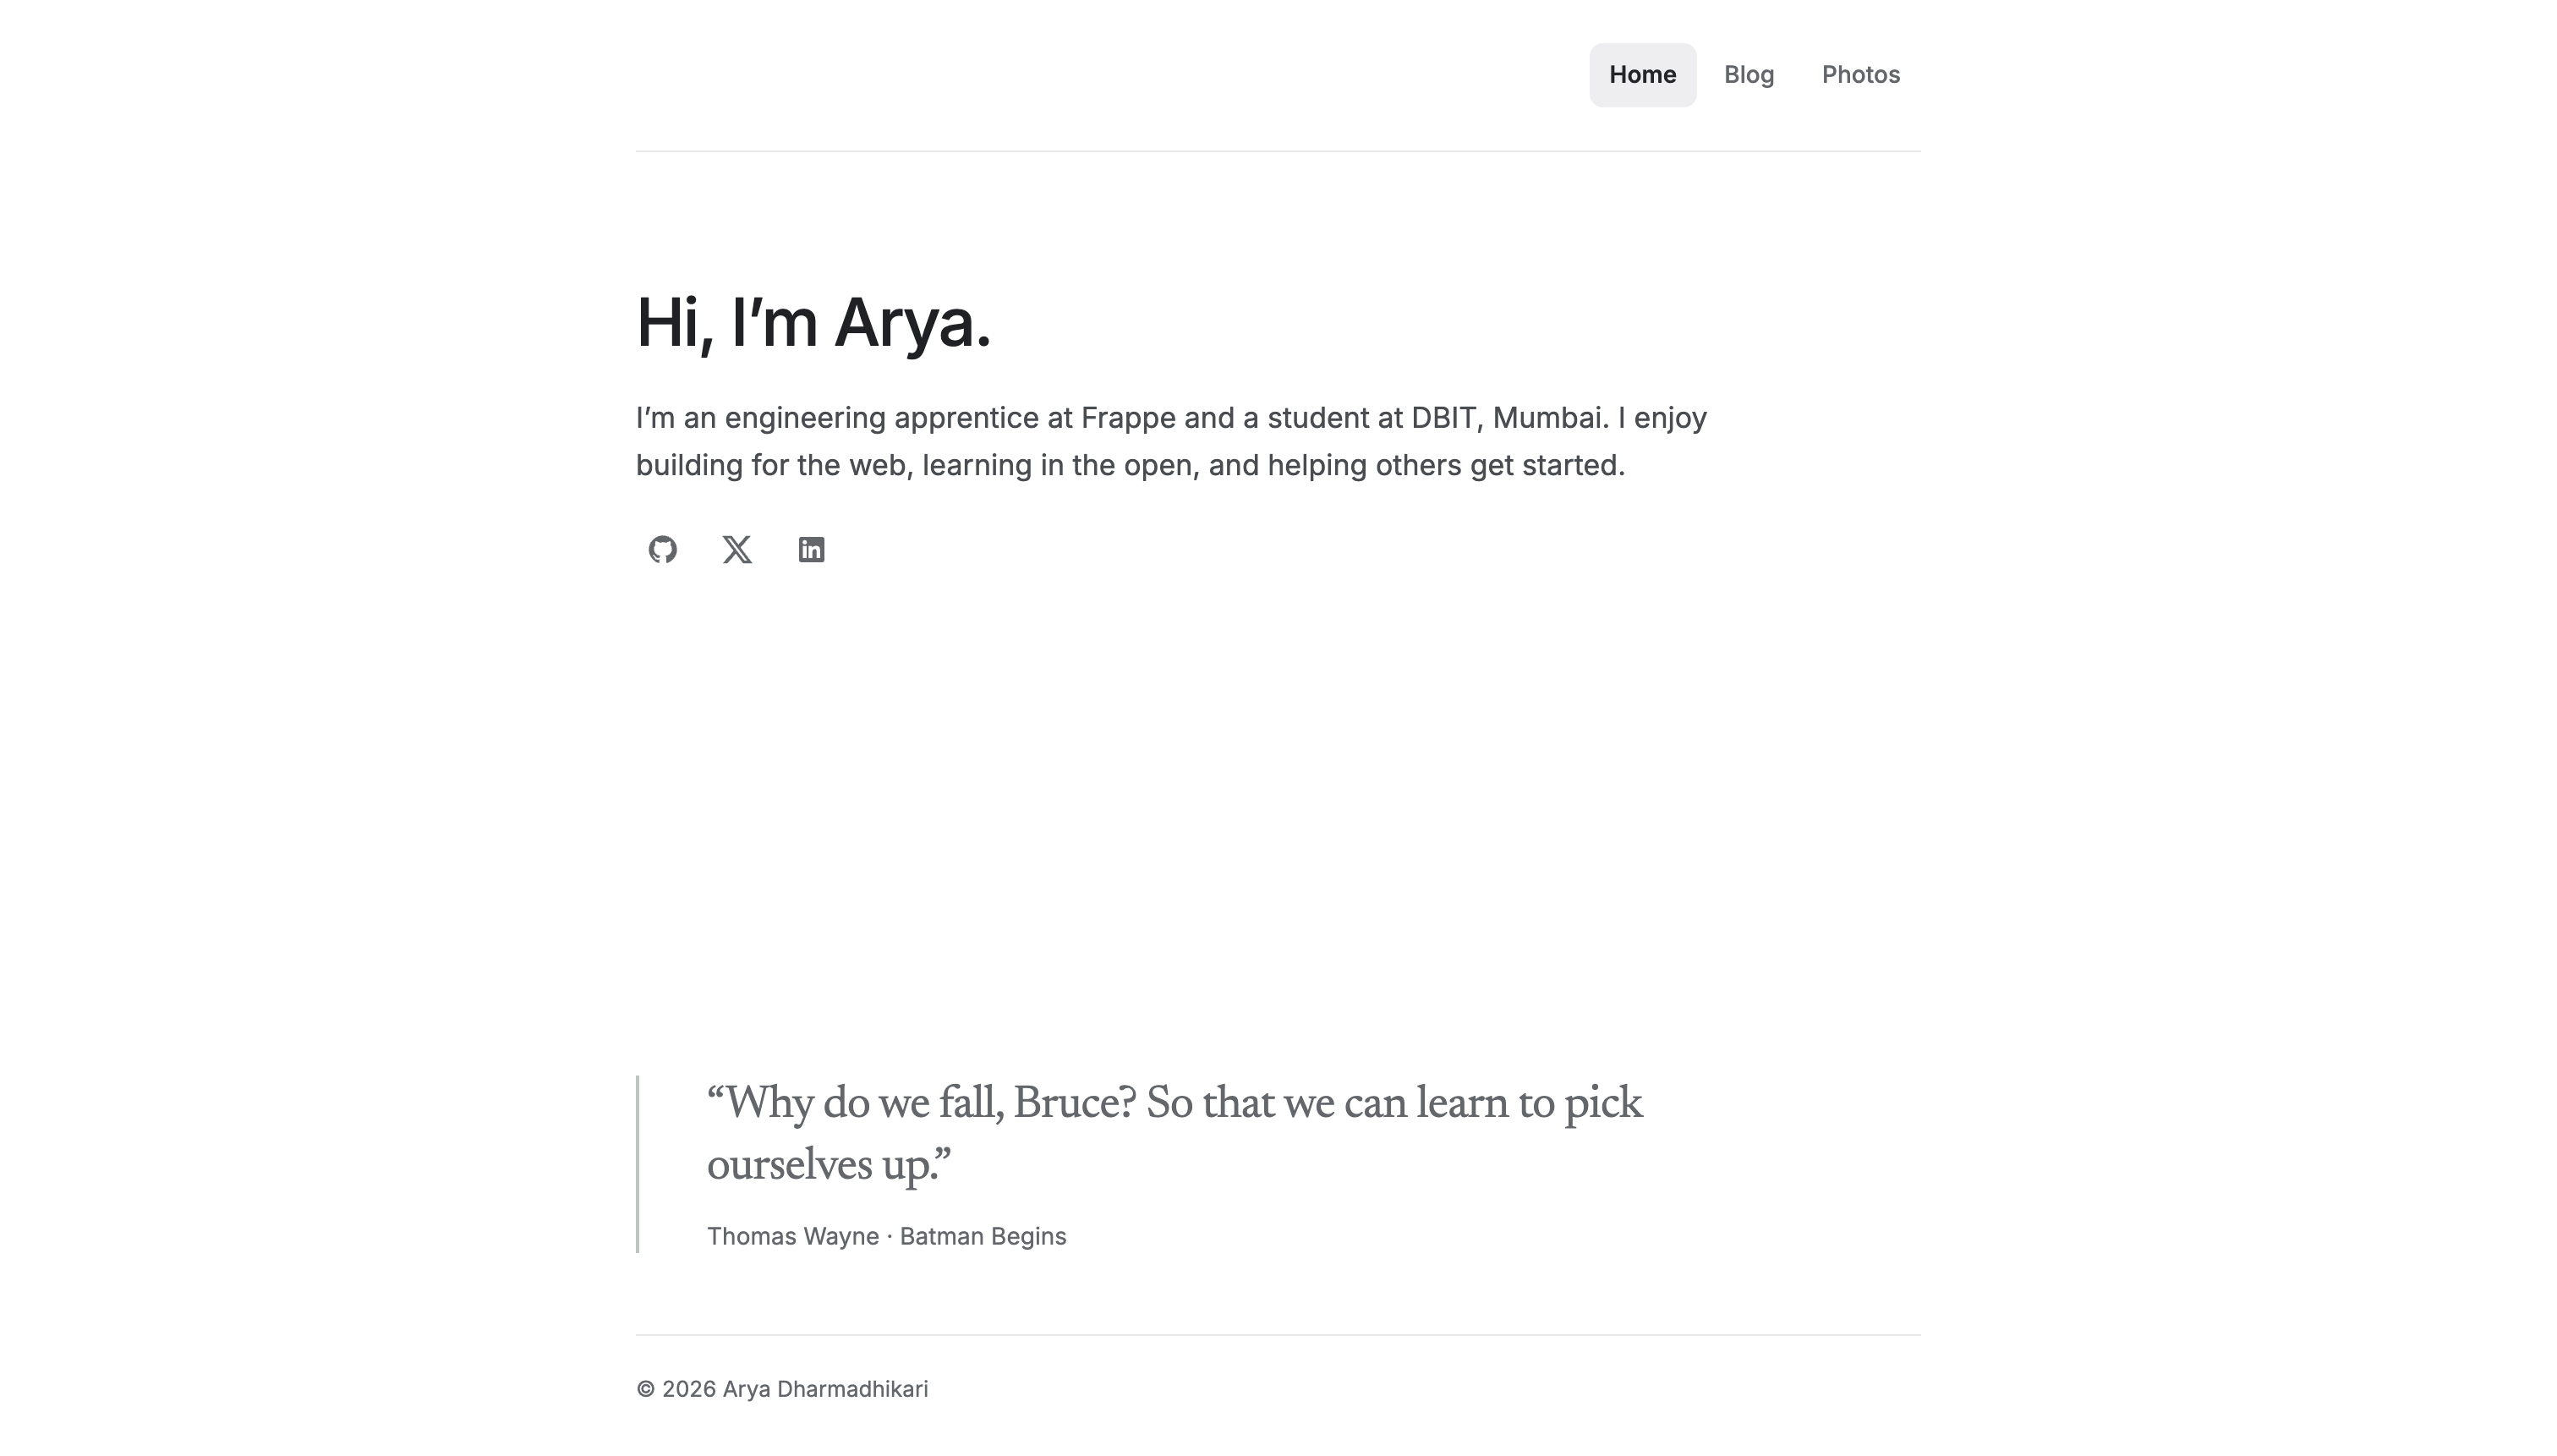 Home Blog Photos
Hi, I’m Arya.
I’m an engineering apprentice at Frappe and a student at DBIT, Mumbai. I enjoy
building for the web, learning in the open, and helping others get started.
“Why do we fall, Bruce? So that we can learn to pick
ourselves up.”
Thomas Wayne · Batman Begins
© 2026 Arya Dharmadhikari